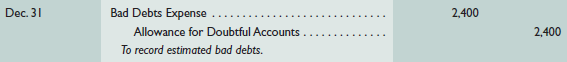 Dec. 31 Bad Debts Expense .............................. 2,400
Allowance for Doubtful Accounts .............. 2,400
To record estimated bad debts.